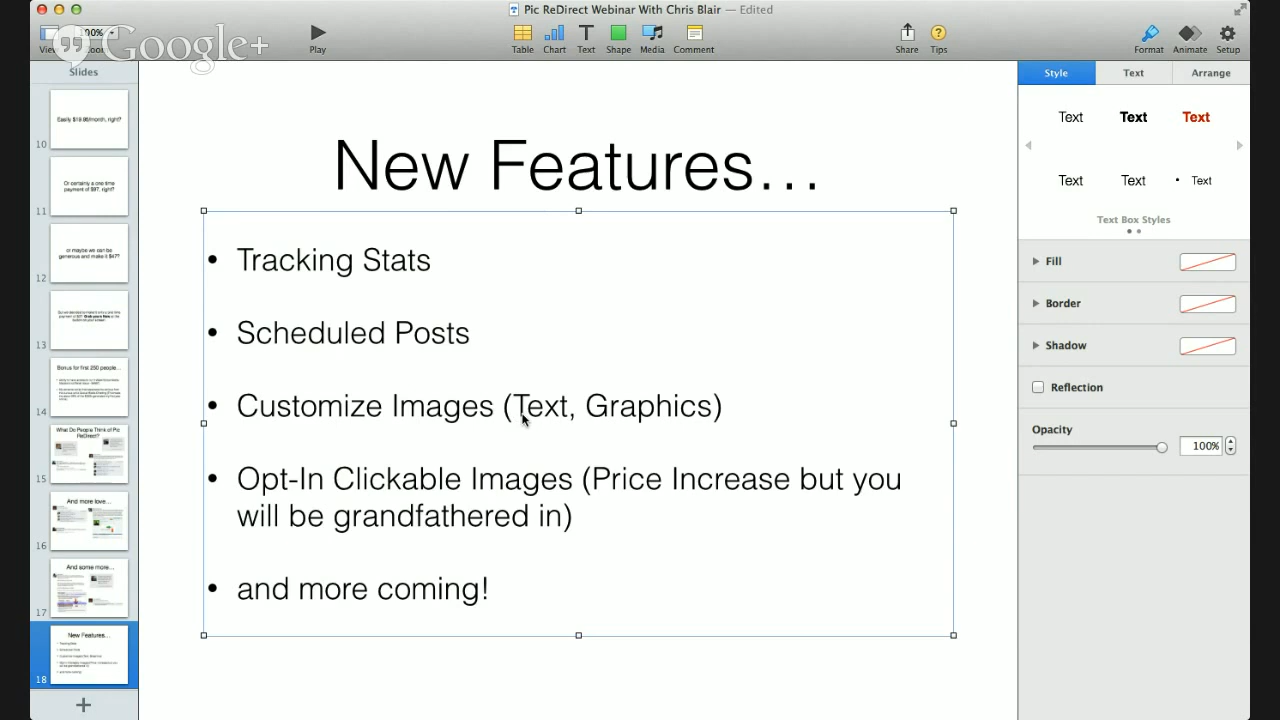 Pic ReDirect Webinar With Chris Blair — Edited
Google+
View
Play
Table
Chart
Text
Shape
Media
Comment
Share
Tips
Format
Animate
Setup
Slides
Easily $19.95/month, right?
10
Or certainly a one time
payment of $97, right?
11
or maybe we can be
generous and make it $47?
12
13
Bonus for first 250 people…
14
What Do People Think of Pic
ReDirect?
15
And more love…
16
And some more…
17
New Features…
Tracking Stats
Scheduled Posts
18
New Features…
• Tracking Stats
• Scheduled Posts
• Customize Images (Text, Graphics)
• Opt-In Clickable Images (Price Increase but you
will be grandfathered in)
• and more coming!
Style
Text
Arrange
Text
Text
Text
Text
Text
• Text
Text Box Styles
Fill
Border
Shadow
Reflection
Opacity
100%